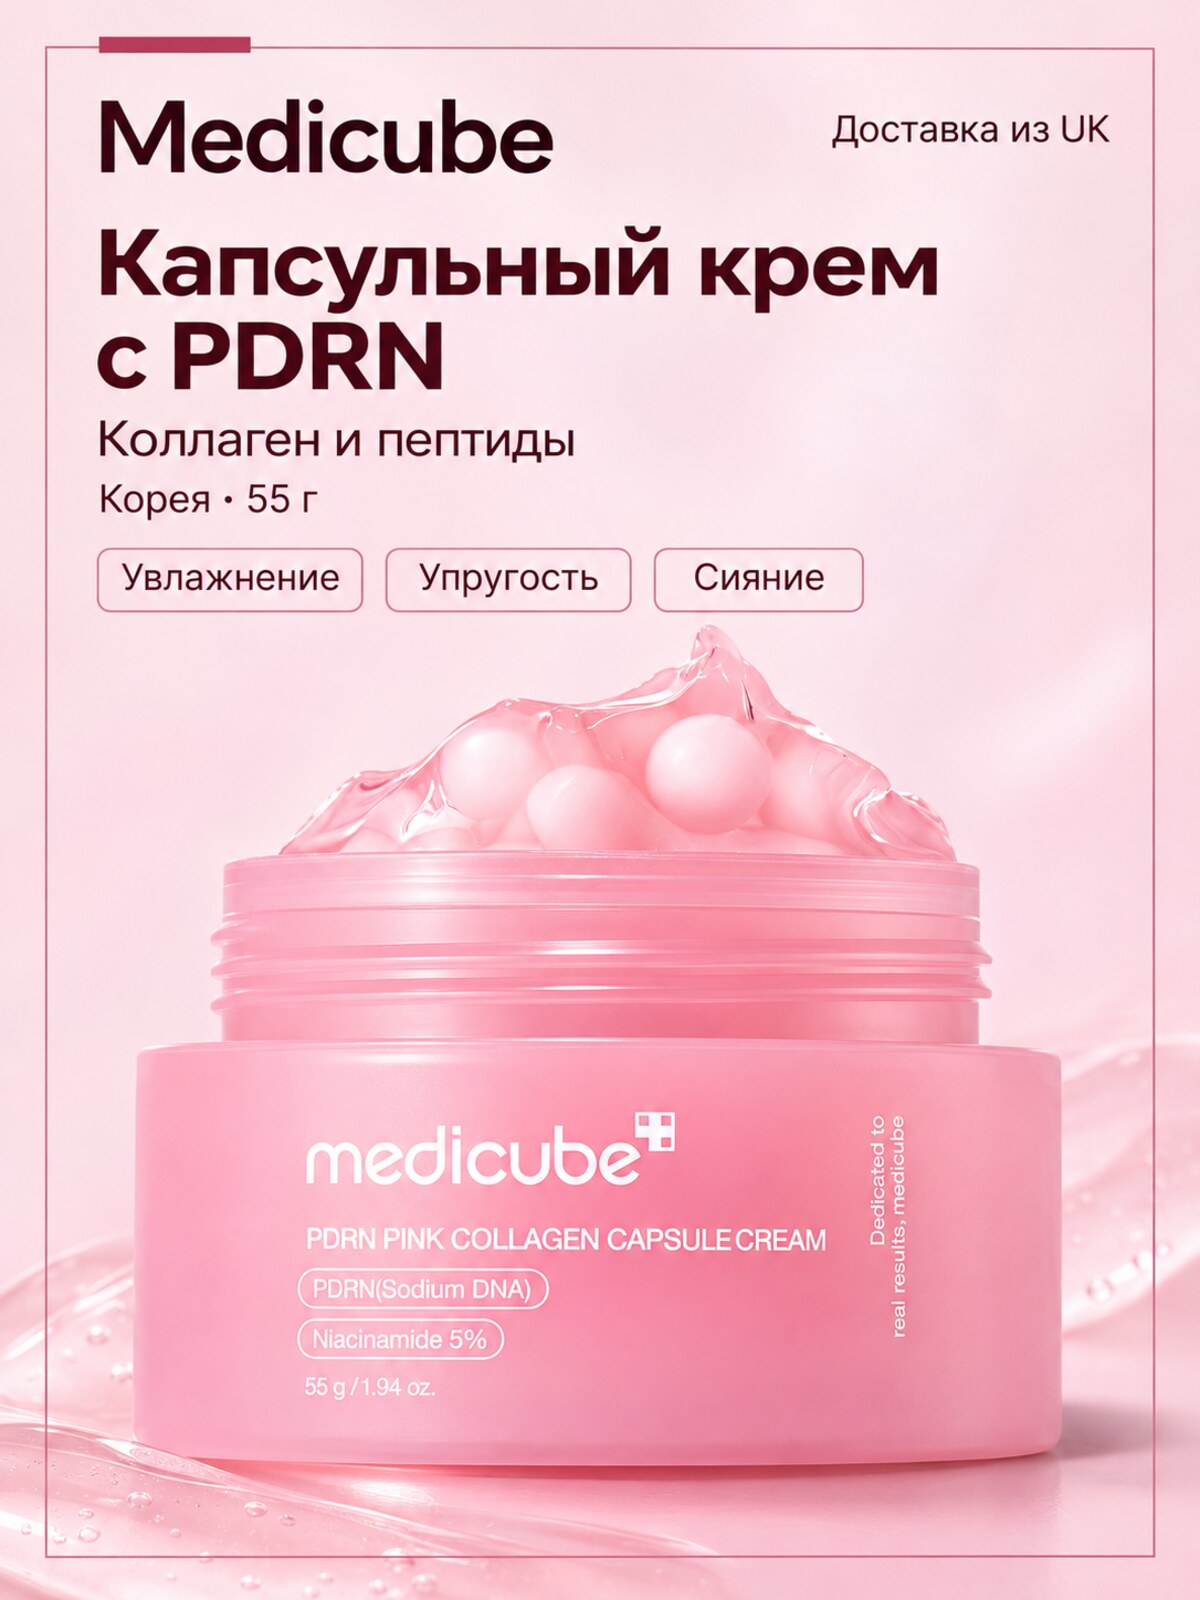 Medicube
Доставка из UK
Капсульный крем
с PDRN
Коллаген и пептиды
Корея • 55 г
Увлажнение
Упругость
Сияние
medicube
PDRN PINK COLLAGEN CAPSULE CREAM
PDRN(Sodium DNA)
Niacinamide 5%
55 g / 1.94 oz.
Dedicated to
real results, medicube